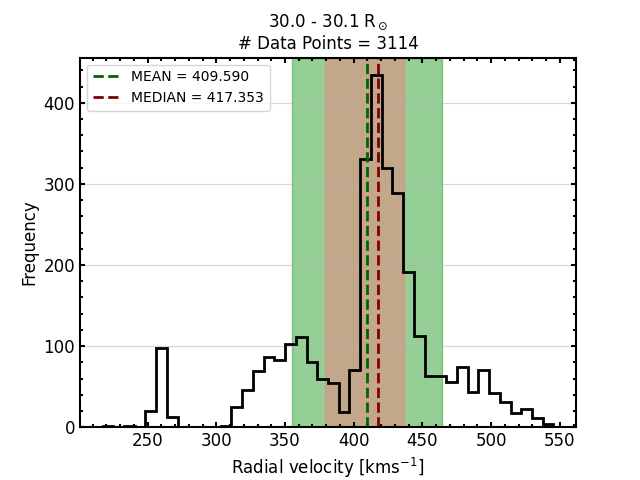 30.0 - 30.1 R⊙
# Data Points = 3114
MEAN = 409.590
MEDIAN = 417.353
Frequency
400
300
200
100
0
250 300 350 400 450 500 550
Radial velocity [kms⁻¹]